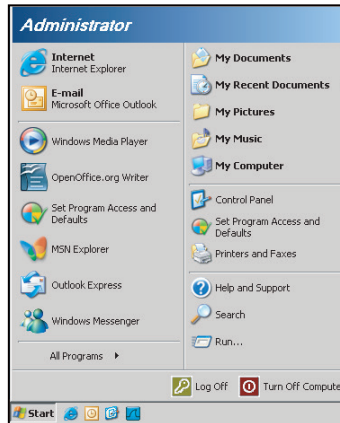 Administrator
Internet
Internet Explorer
E-mail
Microsoft Office Outlook
Windows Media Player
OpenOffice.org Writer
Set Program Access and
Defaults
MSN Explorer
Outlook Express
Windows Messenger
All Programs
My Documents
My Recent Documents
My Pictures
My Music
My Computer
Control Panel
Set Program Access and
Defaults
Printers and Faxes
Help and Support
Search
Run...
Log Off
Turn Off Compute
Start